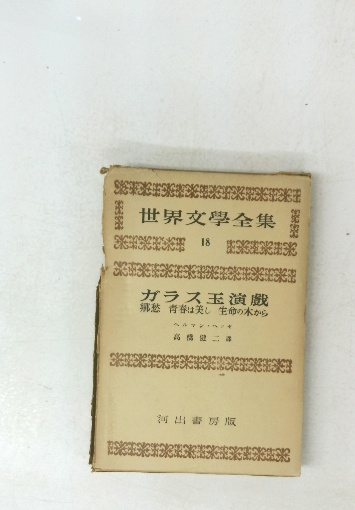 世界文學全集
18
ガラス玉演戲
郷愁 青春は美し 生命の木から
ヘルマン・ヘッセ
高橋健二譯
河出書房版